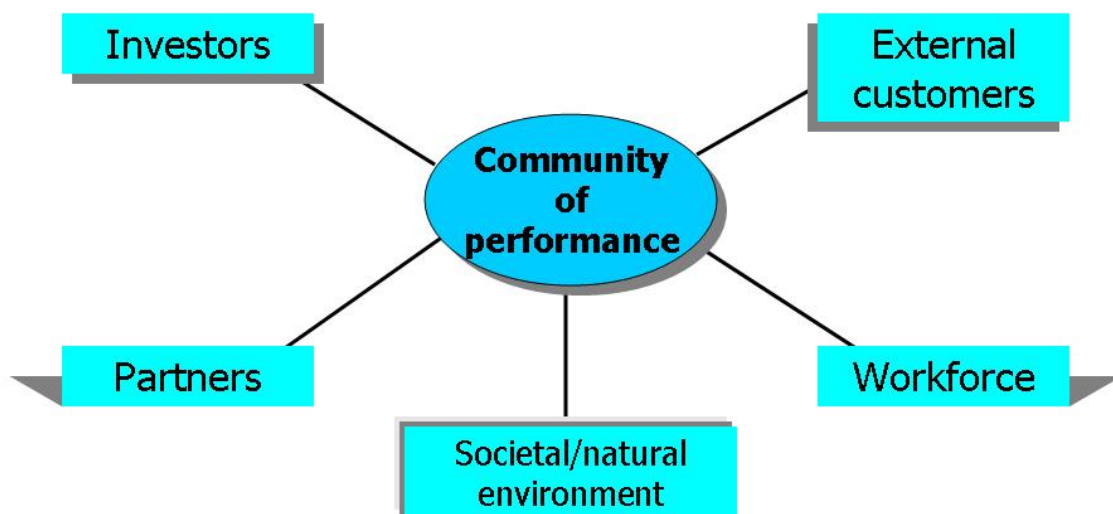 Investors
External
customers
Community
of
performance
Partners
Workforce
Societal/natural
environment